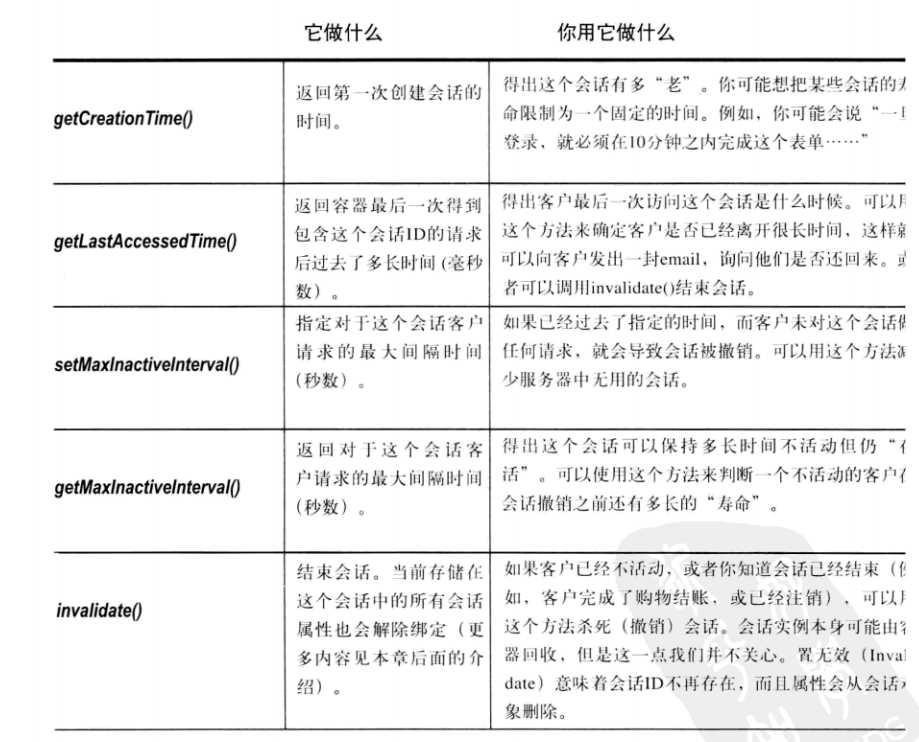 它做什么
你用它做什么
getCreationTime()
返回第一次创建会话的
时间。
得出这个会话有多“老”。你可能想把某些会话的
命限制为一个固定的时间。例如，你可能会说“一
登录，就必须在10分钟之内完成这个表单……”
getLastAccessedTime()
返回容器最后一次得到
包含这个会话ID的请求
后过去了多长时间(毫秒
数）。
得出客户最后一次访问这个会话是什么时候。可以
这个方法来确定客户是否已经离开很长时间，这样
可以向客户发出一封email，询问他们是否还回来。
者可以调用invalidate()结束会话。
setMaxInactiveInterval()
指定对于这个会话客户
请求的最大间隔时间
（秒数）。
如果已经过去了指定的时间，而客户未对这个会话
任何请求，就会导致会话被撤销。可以用这个方法
少服务器中无用的会话。
getMaxInactiveInterval()
返回对于这个会话客
户请求的最大间隔时间
（秒数）。
得出这个会话可以保持多长时间不活动但仍“
活”。可以使用这个方法来判断一个不活动的客户
会话撤销之前还有多长的“寿命”。
invalidate()
结束会话。当前存储在
这个会话中的所有会话
属性也会解除绑定（更
多内容见本章后面的介
绍）。
如果客户已经不活动，或者你知道会话已经结束（
如，客户完成了购物结账，或已经注销），可以
这个方法杀死（撤销）会话。会话实例本身可能由
器回收，但是这一点我们并不关心。置无效（Inval
date）意味着会话ID不再存在，而且属性会从会话
象删除。